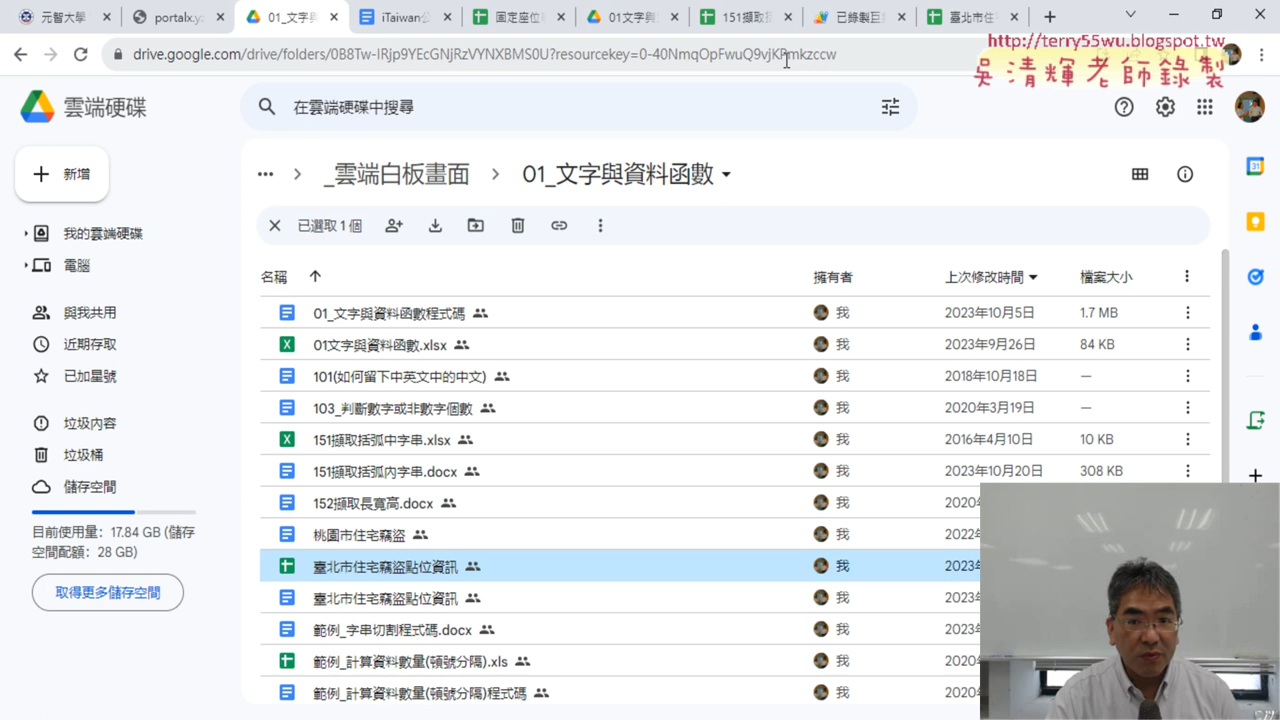 元智大學
portalx.yz
01_文字與
iTaiwan公
固定座位
01文字與
151擷取括
已錄製巨
臺北市住宅
drive.google.com/drive/folders/0B8Tw-IRjp9YEcGNjR2VYNXRMS0U?resourcekey=0-40NmqOpFwuQ9vjKPmkzccw
http://terry55wu.blogspot.tw
吳清輝老師錄製
雲端硬碟
在雲端硬碟中搜尋
新增
_雲端白板畫面 > 01_文字與資料函數
已選取 1 個
我的雲端硬碟
電腦
與我共用
近期存取
已加星號
垃圾內容
垃圾桶
儲存空間
目前使用量：17.84 GB (儲存
空間配額：28 GB)
取得更多儲存空間
名稱 擁有者 上次修改時間 檔案大小
01_文字與資料函數程式碼 我 2023年10月5日 1.7 MB
01文字與資料函數.xlsx 我 2023年9月26日 84 KB
101(如何留下中英文中的中文) 我 2018年10月18日 —
103_判斷數字或非數字個數 我 2020年3月19日 —
151擷取括弧中字串.xlsx 我 2016年4月10日 10 KB
151擷取括弧內字串.docx 我 2023年10月20日 308 KB
152擷取長寬高.docx 我 2020
桃園市住宅竊盜 我 2022
臺北市住宅竊盜點位資訊 我 2023
臺北市住宅竊盜點位資訊 我 2023
範例_字串切割程式碼.docx 我 2023
範例_計算資料數量(頓號分隔).xls 我 2020
範例_計算資料數量(頓號分隔)程式碼 我 2020